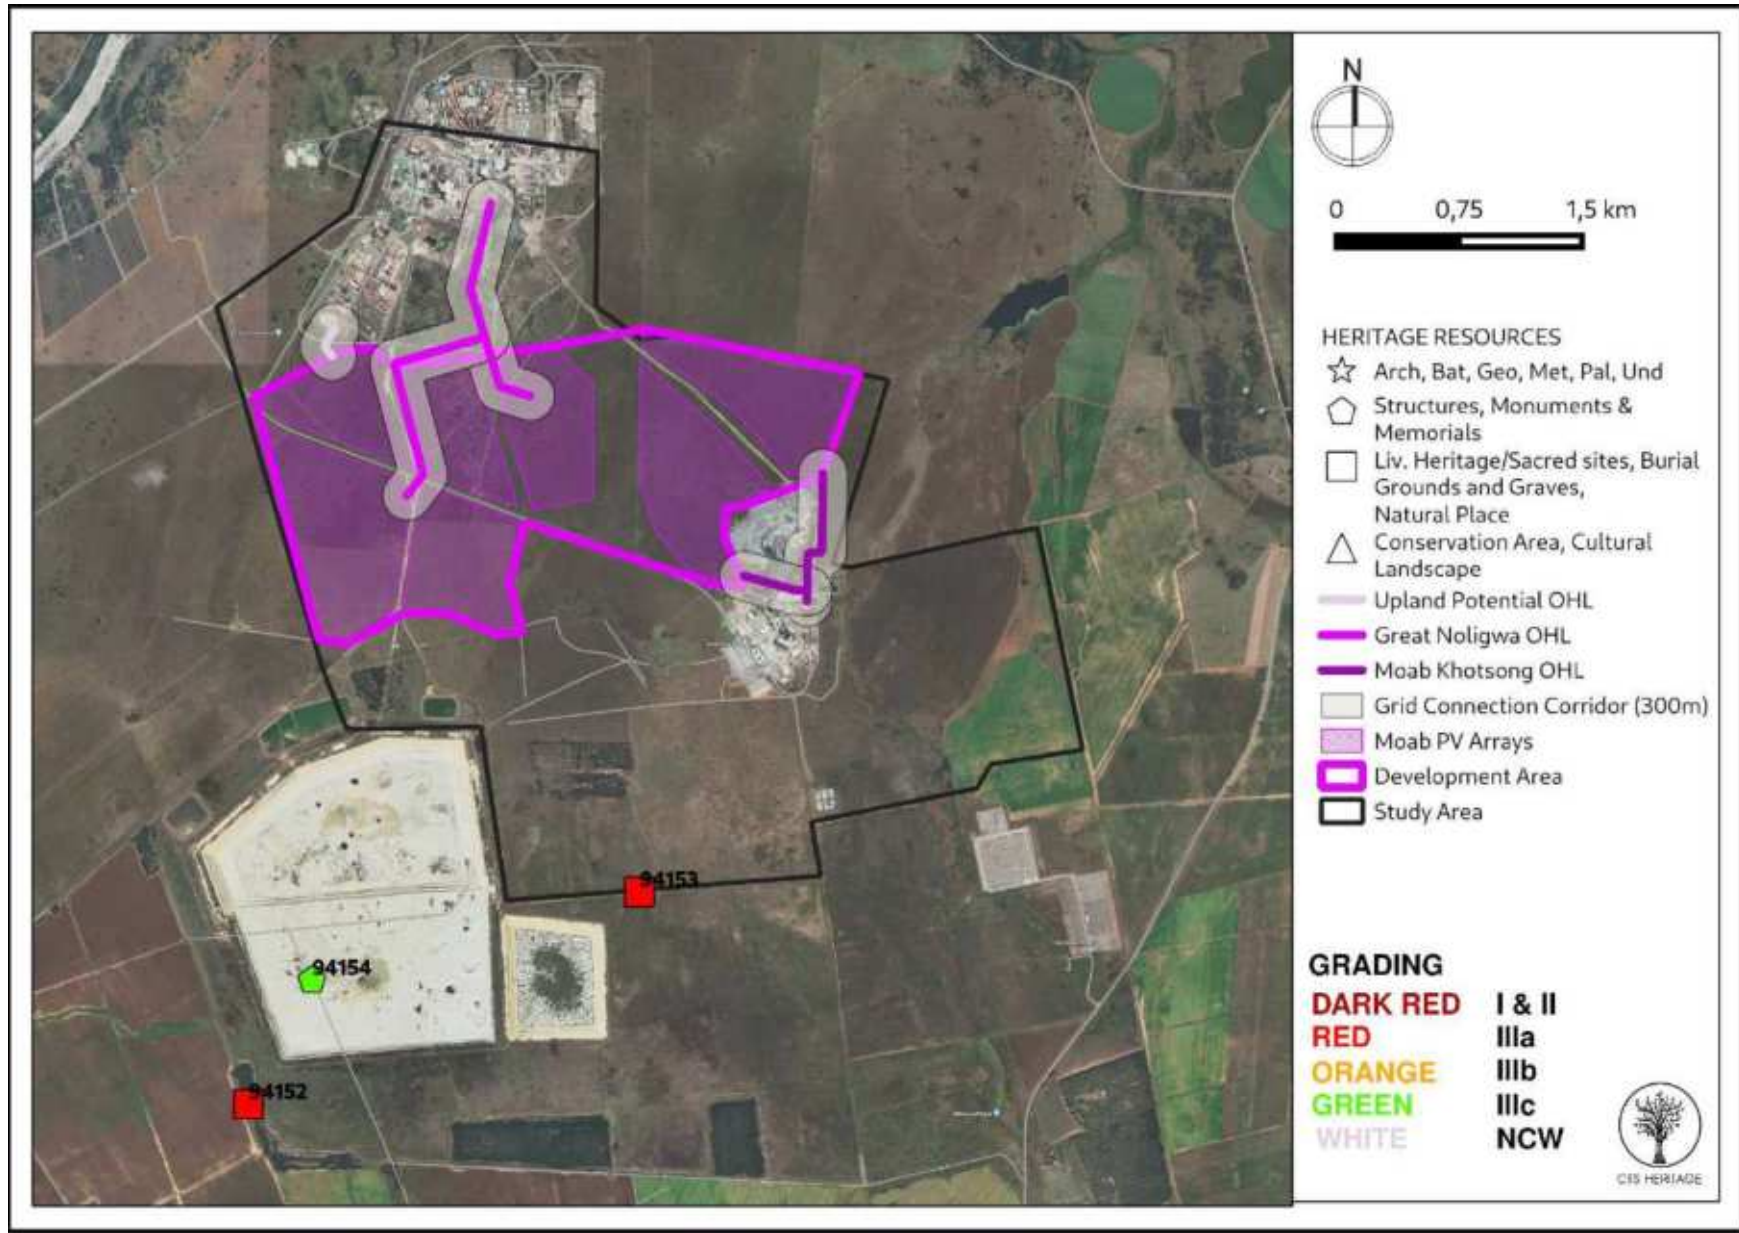 N
0 0,75 1,5 km
HERITAGE RESOURCES
Arch, Bat, Geo, Met, Pal, Und
Structures, Monuments &
Memorials
Liv. Heritage/Sacred sites, Burial
Grounds and Graves,
Natural Place
Conservation Area, Cultural
Landscape
Upland Potential OHL
Great Noligwa OHL
Moab Khotsong OHL
Grid Connection Corridor (300m)
Moab PV Arrays
Development Area
Study Area
94153
94154
94152
GRADING
DARK RED I & II
RED IIIa
ORANGE IIIb
GREEN IIIc
WHITE NCW
CTS HERITAGE